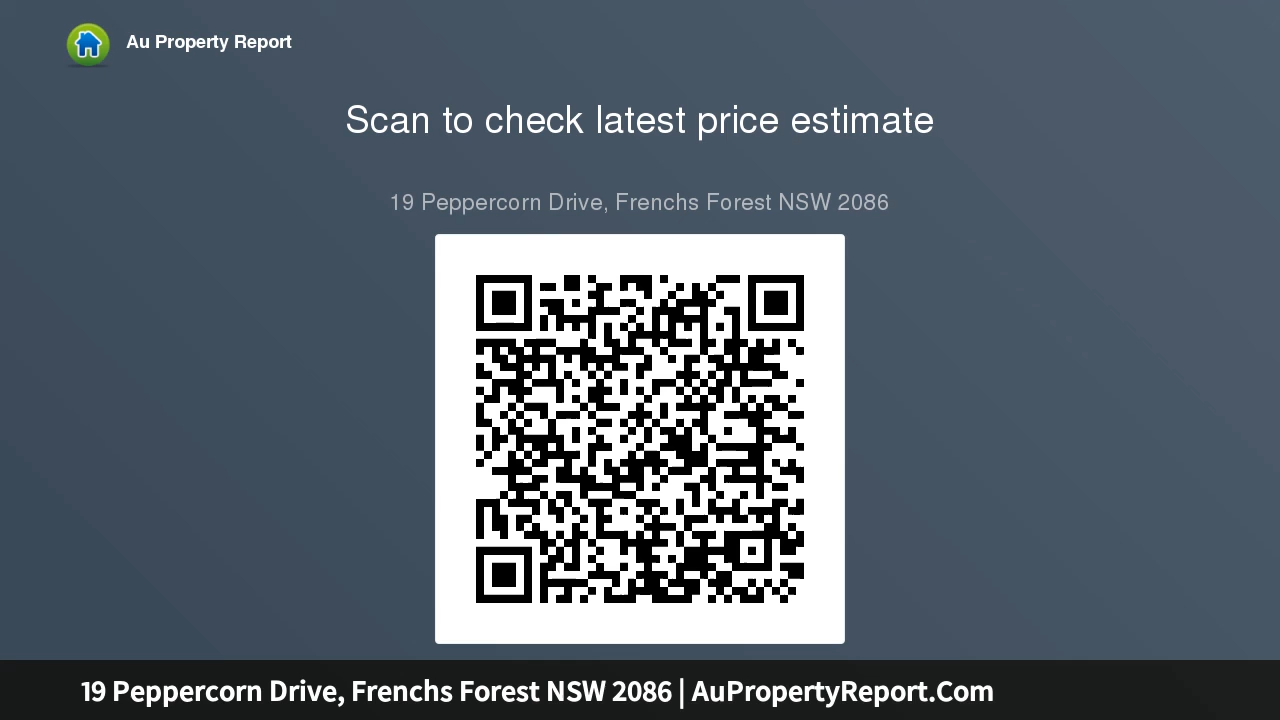 Au Property Report
Scan to check latest price estimate
19 Peppercorn Drive, Frenchs Forest NSW 2086
19 Peppercorn Drive, Frenchs Forest NSW 2086 | AuPropertyReport.Com